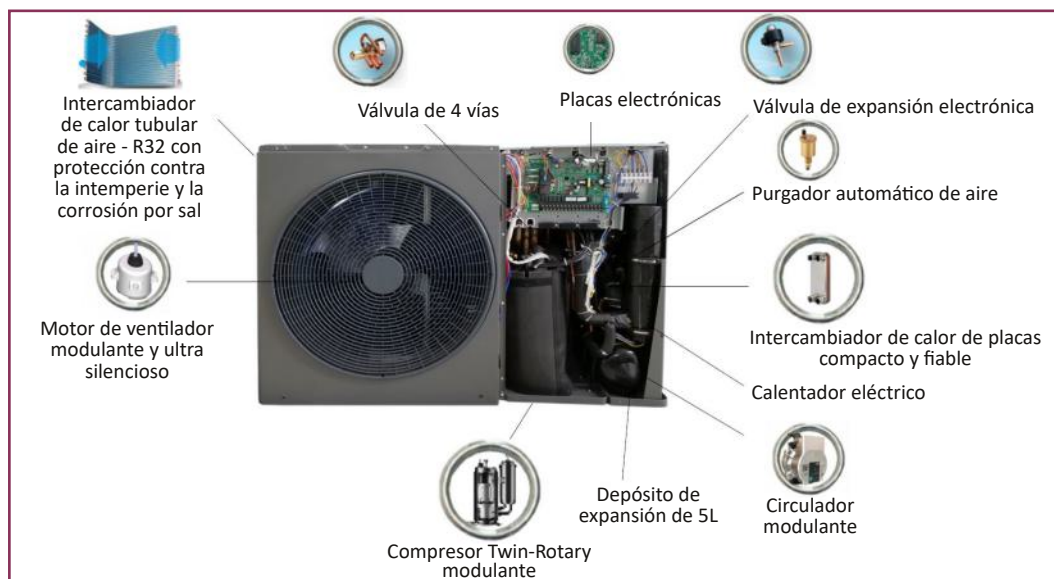 Intercambiador
de calor tubular
de aire - R32 con
protección contra
la intemperie y la
corrosión por sal
Válvula de 4 vías
Placas electrónicas
Válvula de expansión electrónica
Purgador automático de aire
Motor de ventilador
modulante y ultra
silencioso
Intercambiador de calor de placas
compacto y fiable
Calentador eléctrico
Circulador
modulante
Depósito de
expansión de 5L
Compresor Twin-Rotary
modulante